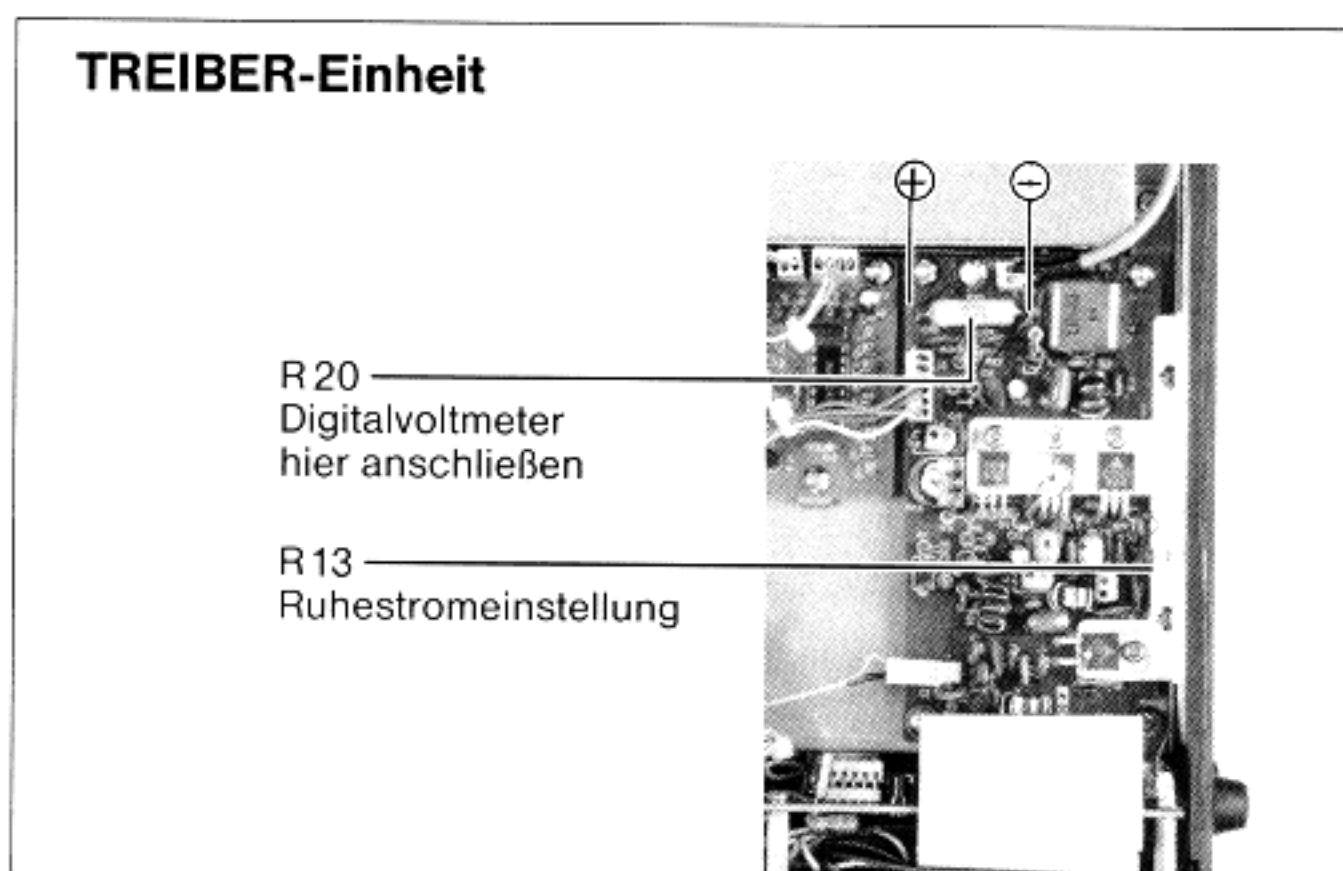 TREIBER-Einheit
⊕ ⊖
R 20
Digitalvoltmeter
hier anschließen
R 13
Ruhestromeinstellung